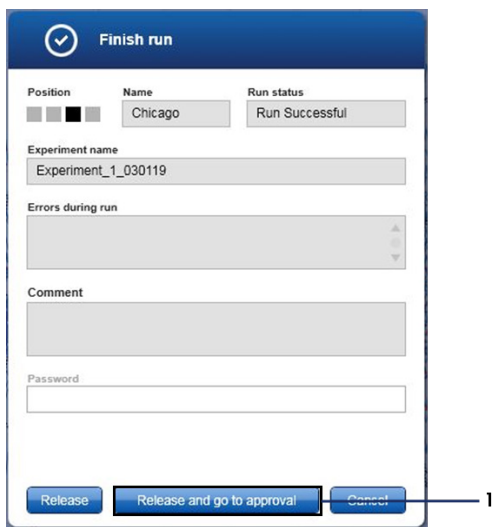 Finish run
Position Name Run status
Chicago Run Successful
Experiment name
Experiment_1_030119
Errors during run
Comment
Password
Release Release and go to approval Cancel 1